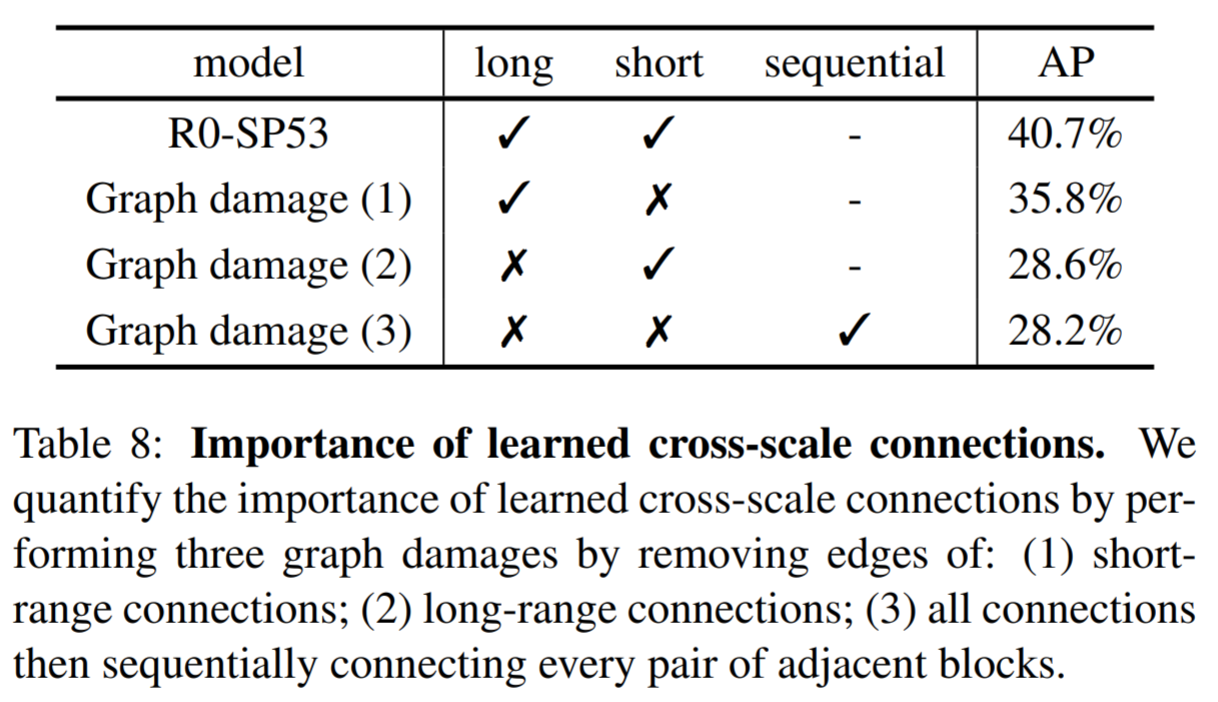 model long short sequential AP
R0-SP53 ✓ ✓ - 40.7%
Graph damage (1) ✓ ✗ - 35.8%
Graph damage (2) ✗ ✓ - 28.6%
Graph damage (3) ✗ ✗ ✓ 28.2%
Table 8: Importance of learned cross-scale connections. We
quantify the importance of learned cross-scale connections by per-
forming three graph damages by removing edges of: (1) short-
range connections; (2) long-range connections; (3) all connections
then sequentially connecting every pair of adjacent blocks.